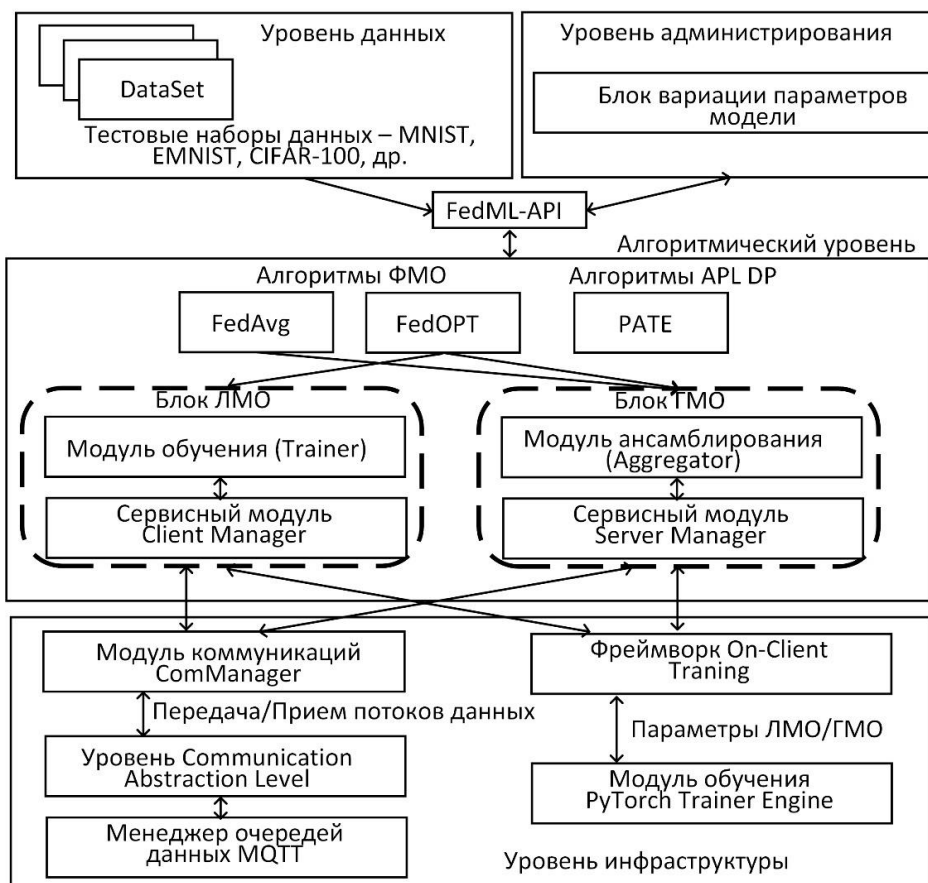 Уровень данных
DataSet
Тестовые наборы данных – MNIST,
EMNIST, CIFAR-100, др.
Уровень администрирования
Блок вариации параметров
модели
FedML-API
Алгоритмический уровень
Алгоритмы ФМО
Алгоритмы APL DP
FedAvg
FedOPT
PATE
Блок ЛМО
Модуль обучения (Trainer)
Сервисный модуль
Client Manager
Блок ГМО
Модуль ансамблирования
(Aggregator)
Сервисный модуль
Server Manager
Модуль коммуникаций
ComManager
Передача/Прием потоков данных
Уровень Communication
Abstraction Level
Менеджер очередей
данных MQTT
Фреймворк On-Client
Traning
Параметры ЛМО/ГМО
Модуль обучения
PyTorch Trainer Engine
Уровень инфраструктуры